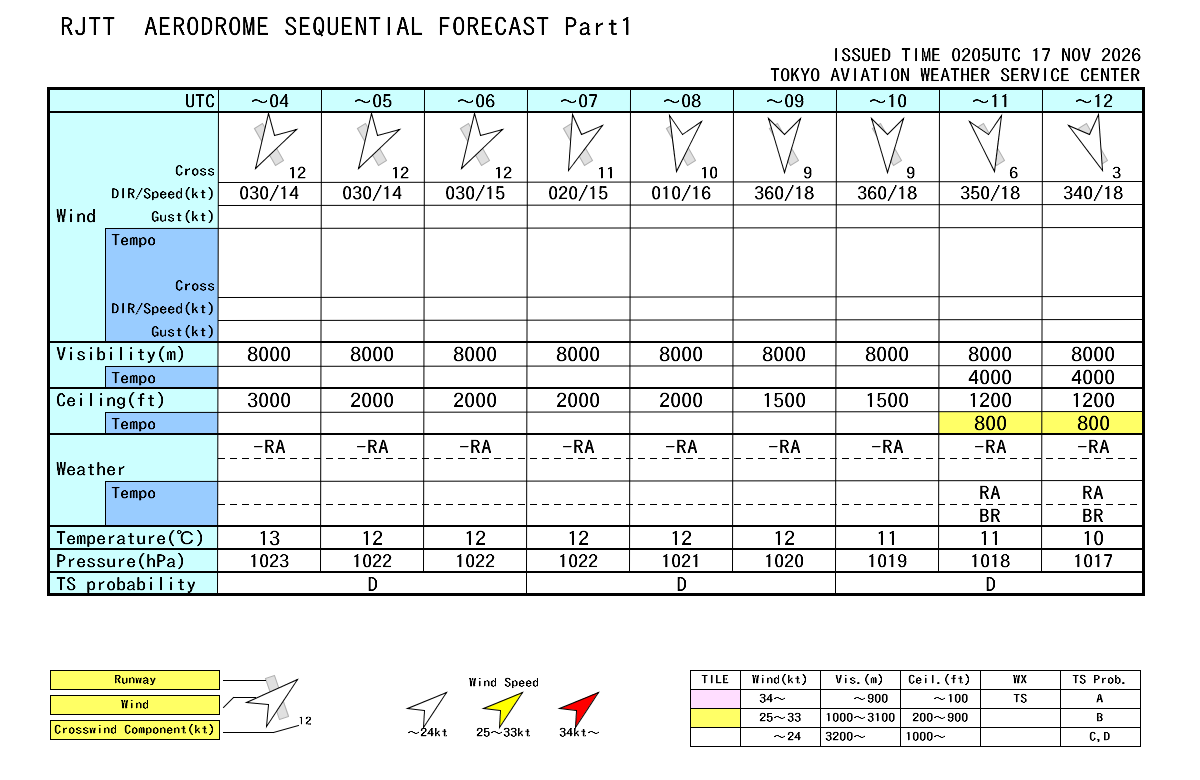 RJTT AERODROME SEQUENTIAL FORECAST Part1
ISSUED TIME 0205UTC 17 NOV 2026
TOKYO AVIATION WEATHER SERVICE CENTER
UTC ～04 ～05 ～06 ～07 ～08 ～09 ～10 ～11 ～12
Cross 12 12 12 11 10 9 9 6 3
DIR/Speed(kt) 030/14 030/14 030/15 020/15 010/16 360/18 360/18 350/18 340/18
Wind Gust(kt)
Tempo
Cross
DIR/Speed(kt)
Gust(kt)
Visibility(m) 8000 8000 8000 8000 8000 8000 8000 8000 8000
Tempo 4000 4000
Ceiling(ft) 3000 2000 2000 2000 2000 1500 1500 1200 1200
Tempo 800 800
-RA -RA -RA -RA -RA -RA -RA -RA -RA
Weather
Tempo RA RA
BR BR
Temperature(℃) 13 12 12 12 12 12 11 11 10
Pressure(hPa) 1023 1022 1022 1022 1021 1020 1019 1018 1017
TS probability D D D
Runway
Wind
Crosswind Component(kt)
12
Wind Speed
～24kt 25～33kt 34kt～
TILE Wind(kt) Vis.(m) Ceil.(ft) WX TS Prob.
34～ ～900 ～100 TS A
25～33 1000～3100 200～900 B
～24 3200～ 1000～ C,D